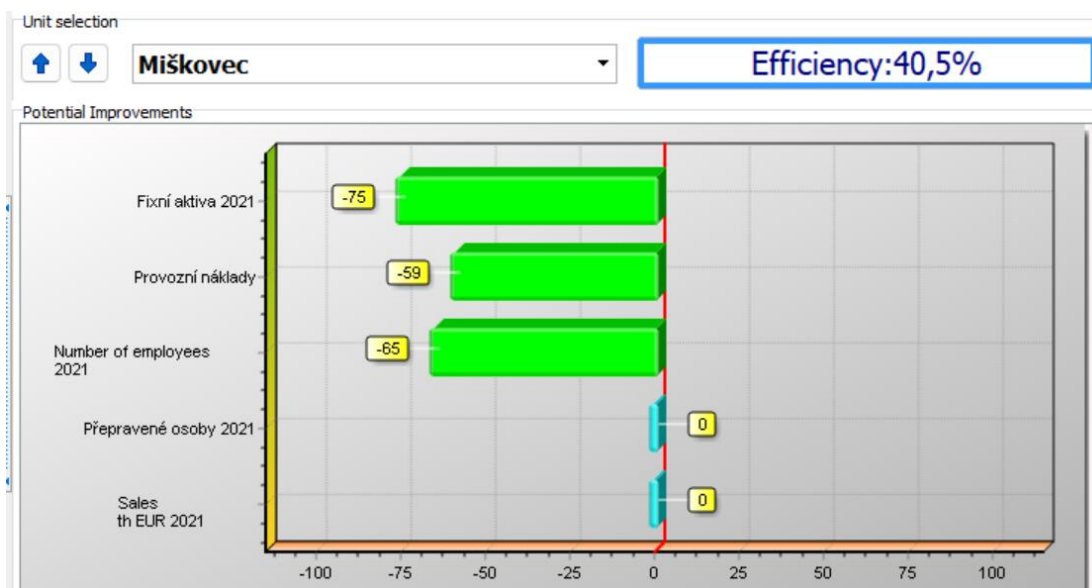 Unit selection
Miškovec
Efficiency:40,5%
Potential Improvements
Fixní aktiva 2021
-75
Provozní náklady
-59
Number of employees
2021
-65
Přepravené osoby 2021
0
Sales
th EUR 2021
0
-100 -75 -50 -25 0 25 50 75 100